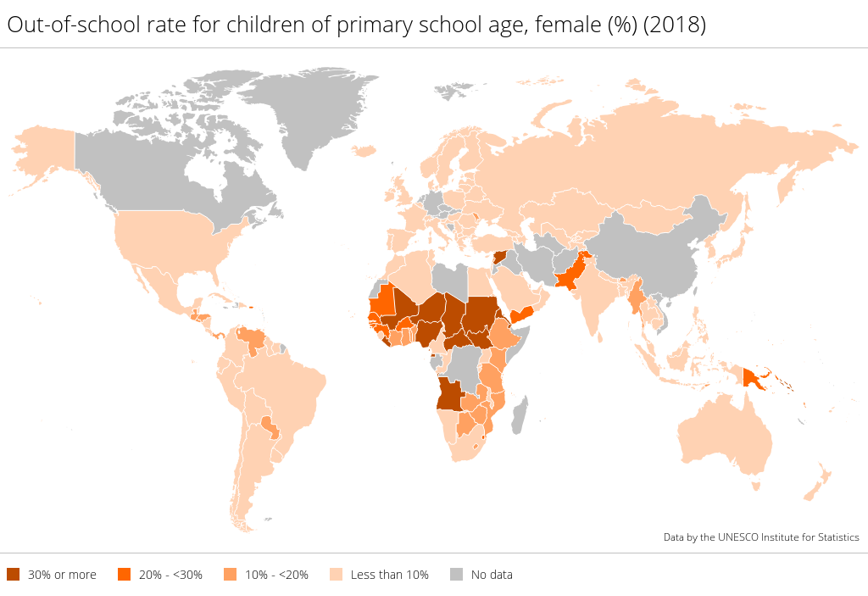 Out-of-school rate for children of primary school age, female (%) (2018)
Data by the UNESCO Institute for Statistics
30% or more
20% - <30%
10% - <20%
Less than 10%
No data